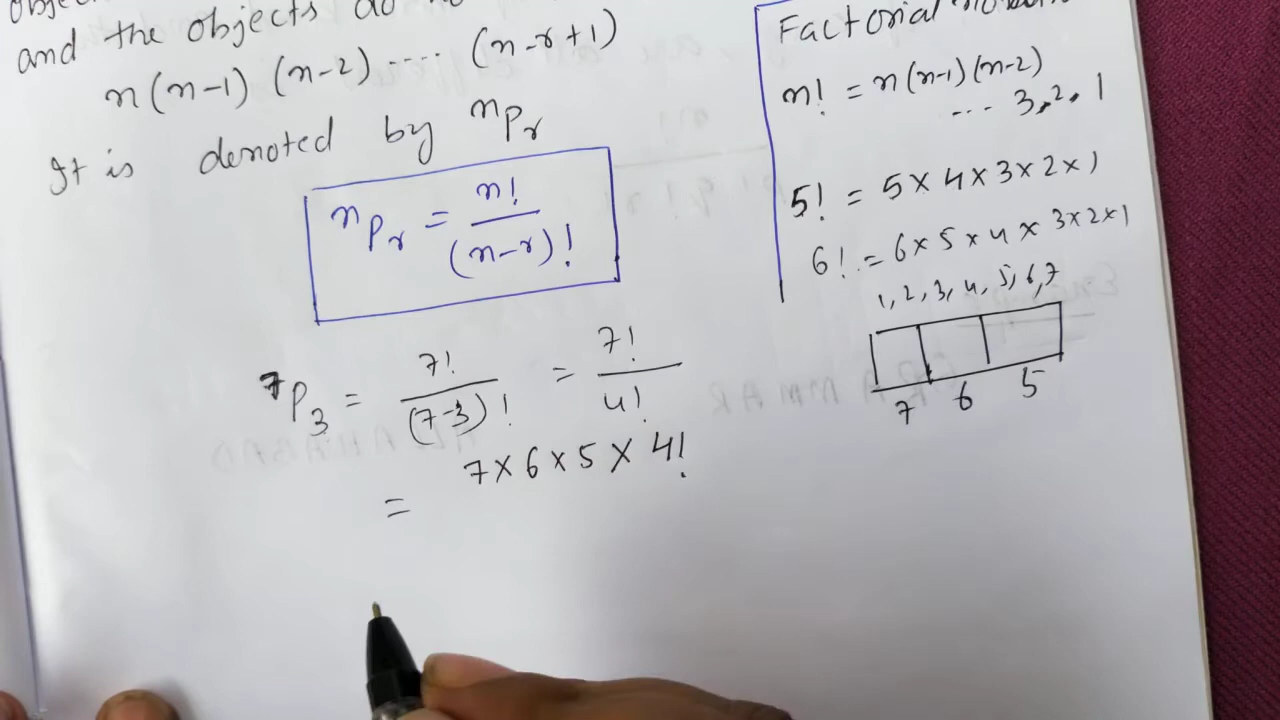 and the objects do
n(n-1) (n-2) .... (n-r+1)
It is denoted by nPr
nPr = n! / (n-r)!
7P3 = 7! / (7-3)! = 7! / 4!
= 7×6×5×4!
Factorial
n! = n(n-1)(n-2)
... 3.2.1
5! = 5×4×3×2×1
6! = 6×5×4×3×2×1
1,2,3,4,5,6,7
7 6 5